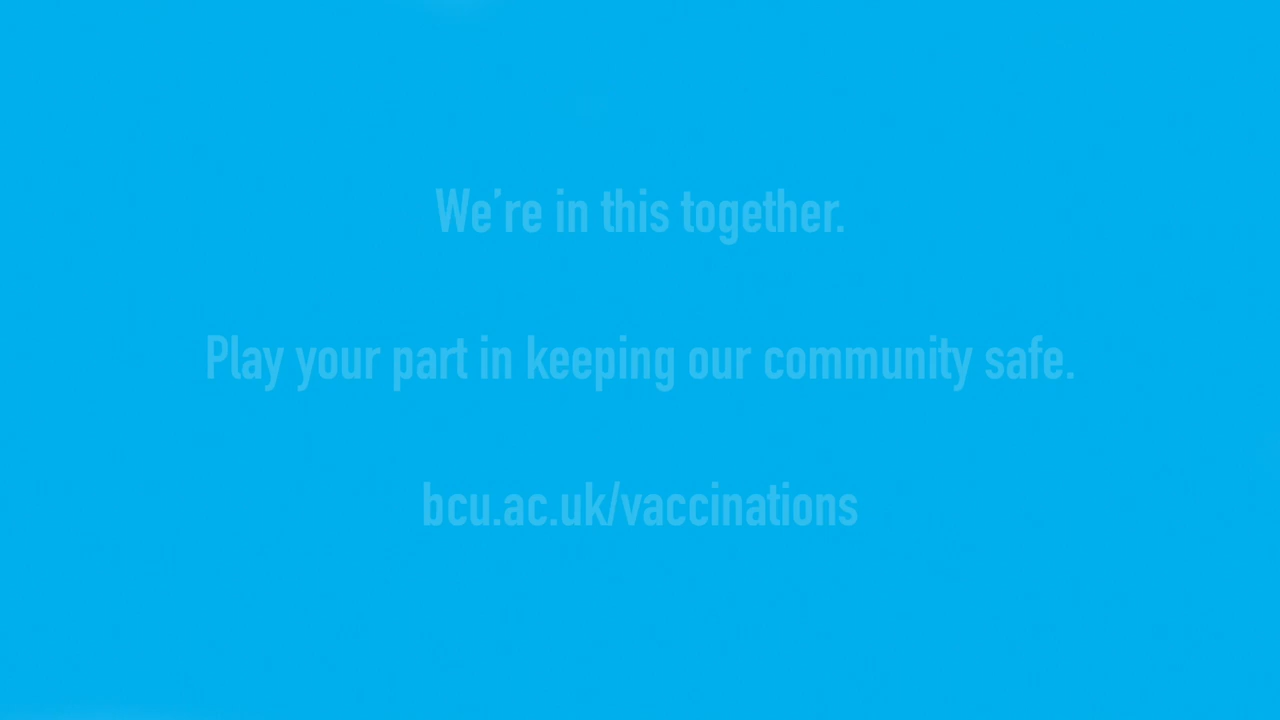 We’re in this together.
Play your part in keeping our community safe.
bcu.ac.uk/vaccinations